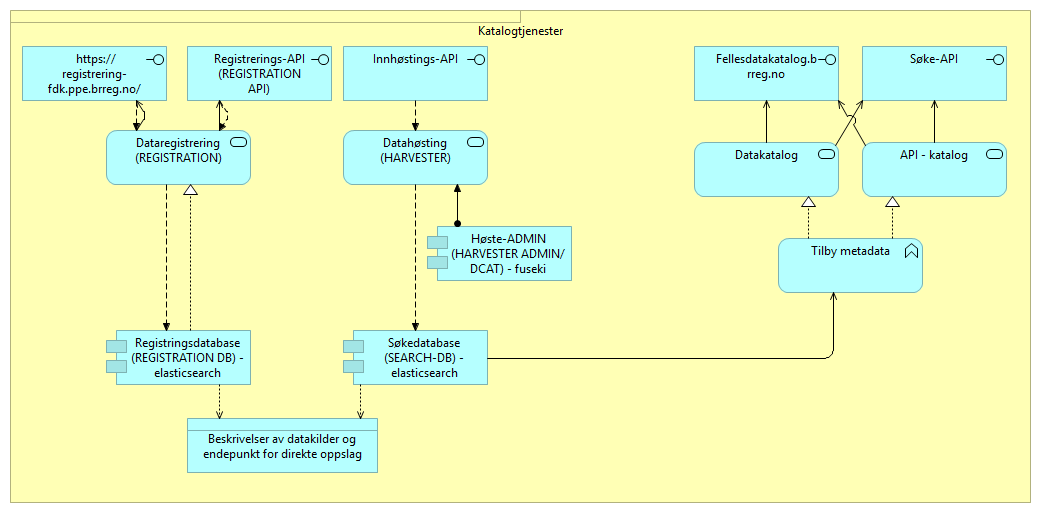 Katalogtjenester
https://
registrering-
fdk.ppe.brreg.no/
Registrerings-API
(REGISTRATION
API)
Innhøstings-API
Fellesdatakatalog.b
rreg.no
Søke-API
Dataregistrering
(REGISTRATION)
Datahøsting
(HARVESTER)
Datakatalog
API - katalog
Høste-ADMIN
(HARVESTER ADMIN/
DCAT) - fuseki
Tilby metadata
Registringsdatabase
(REGISTRATION DB) -
elasticsearch
Søkedatabase
(SEARCH-DB) -
elasticsearch
Beskrivelser av datakilder og
endepunkt for direkte oppslag